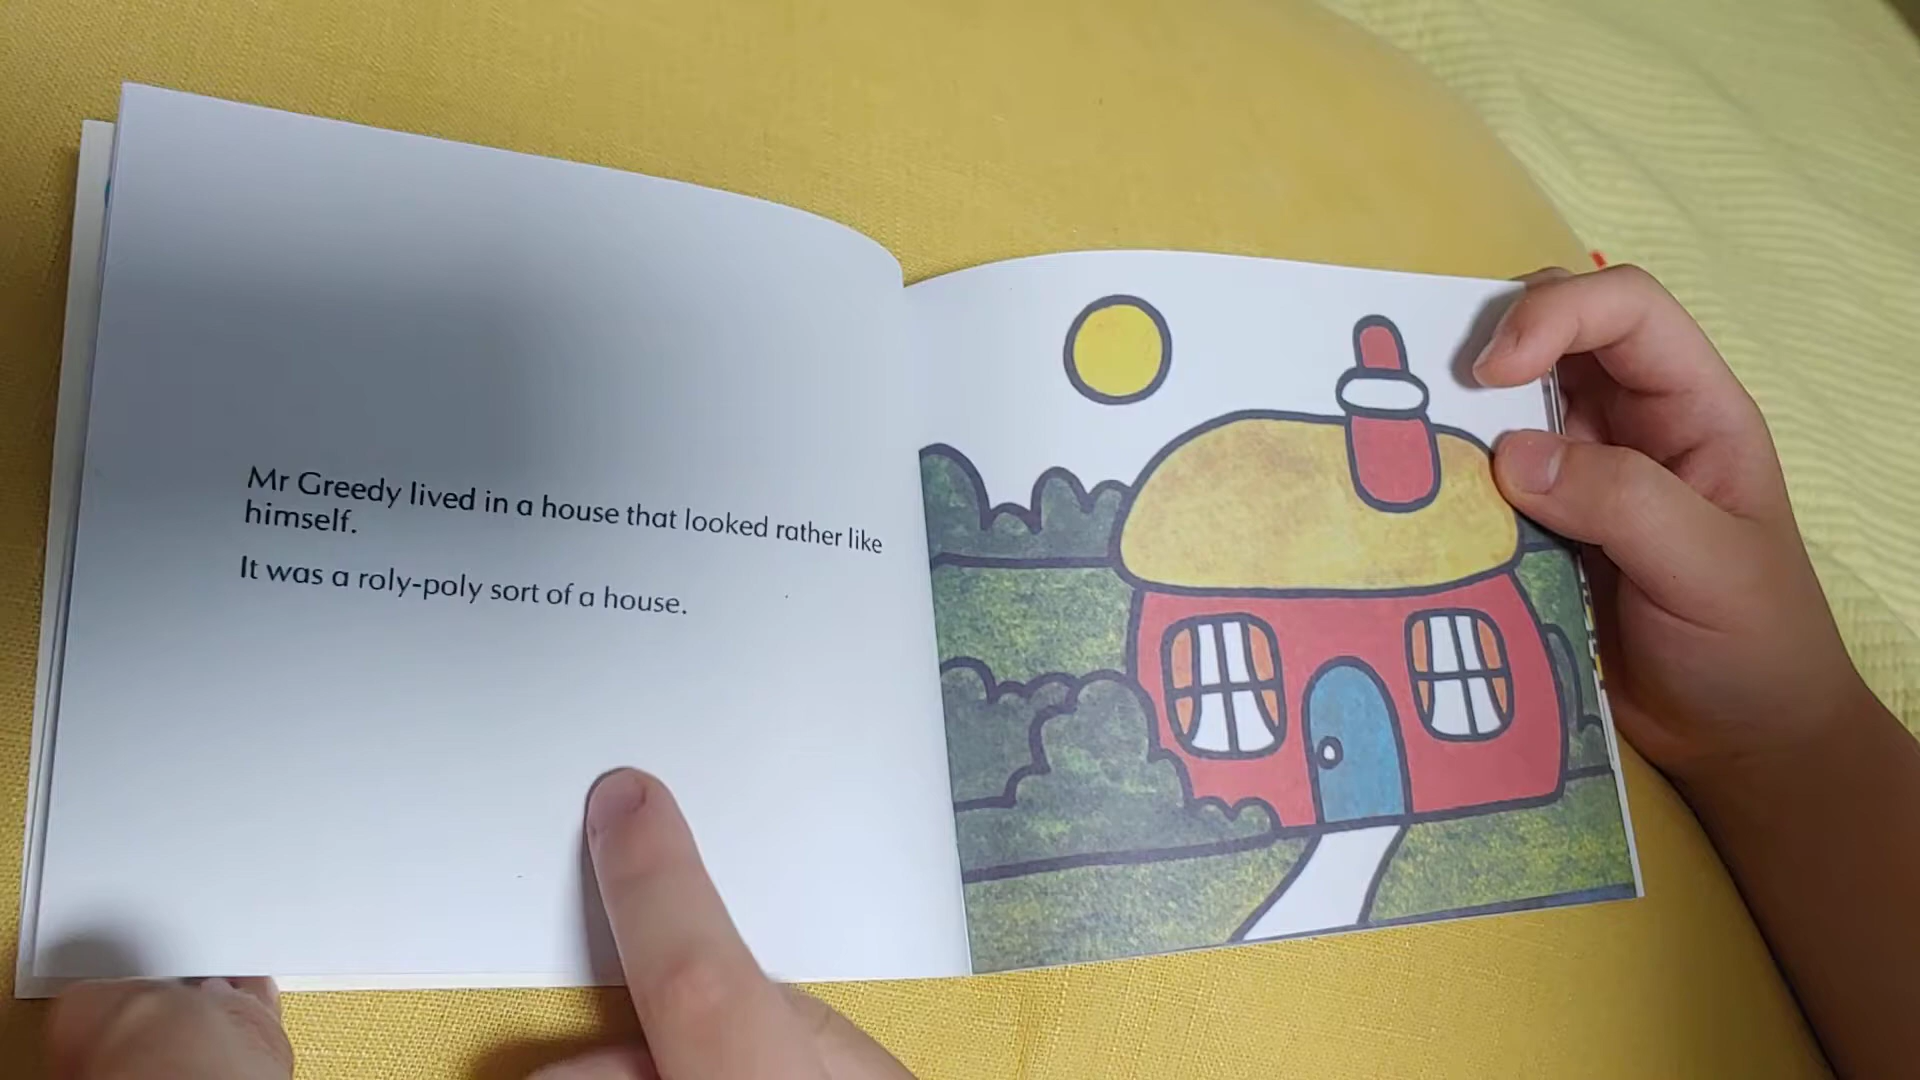 Mr Greedy lived in a house that looked rather like
himself.
It was a roly-poly sort of a house.